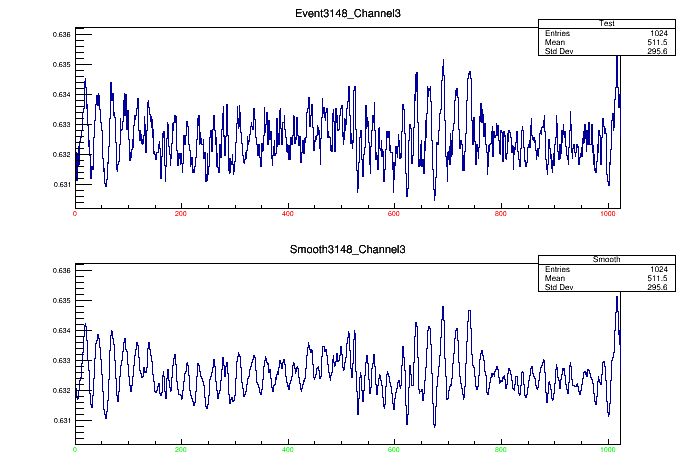 Event3148_Channel3
Test
Entries 1024
Mean 511.5
Std Dev 295.6
0.636
0.635
0.634
0.633
0.632
0.631
0 200 400 600 800 1000
Smooth3148_Channel3
Smooth
Entries 1024
Mean 511.5
Std Dev 295.6
0.636
0.635
0.634
0.633
0.632
0.631
0 200 400 600 800 1000